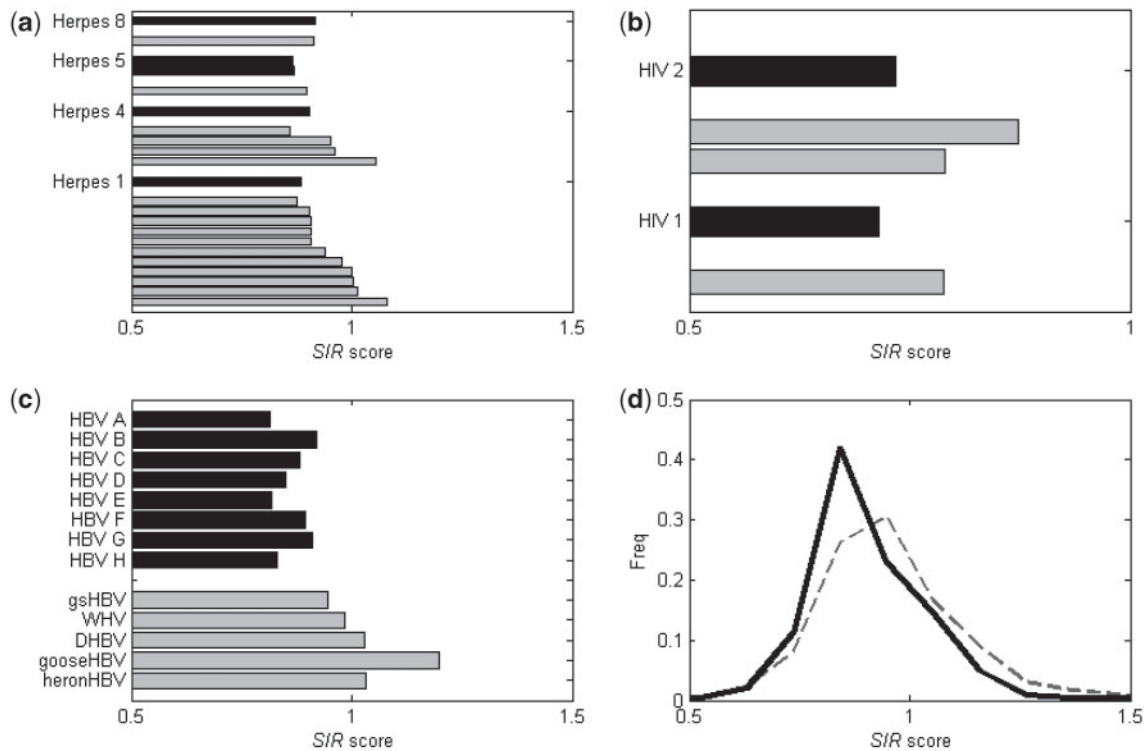 (a)
Herpes 8
Herpes 5
Herpes 4
Herpes 1
0.5 1 1.5
SIR score
(b)
HIV 2
HIV 1
0.5 1
SIR score
(c)
HBV A
HBV B
HBV C
HBV D
HBV E
HBV F
HBV G
HBV H
gsHBV
WHV
DHBV
gooseHBV
heronHBV
0.5 1 1.5
SIR score
(d)
Freq
0.5
0.4
0.3
0.2
0.1
0
0.5 1 1.5
SIR score